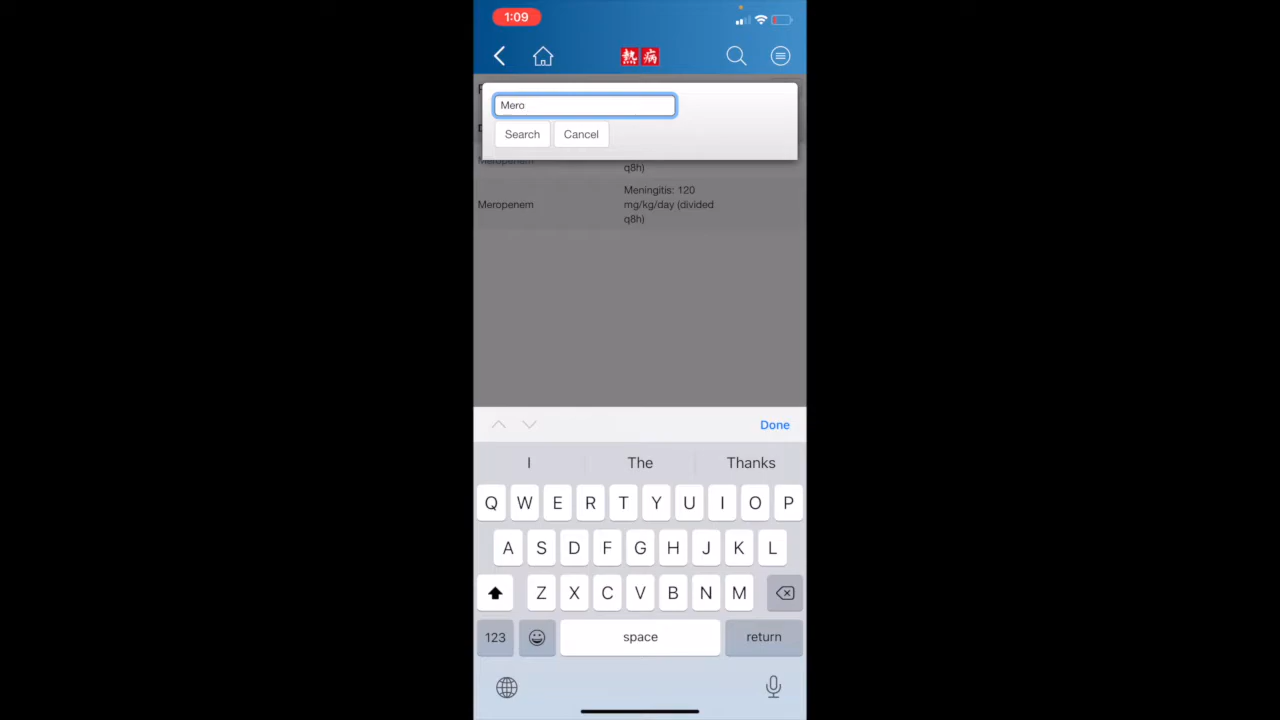 1:09
熱病
Mero
Search Cancel
Meropenem
q8h)
Meningitis: 120
Meropenem
mg/kg/day (divided
q8h)
Done
I The Thanks
Q W E R T Y U I O P
A S D F G H J K L
Z X C V B N M
123 space return